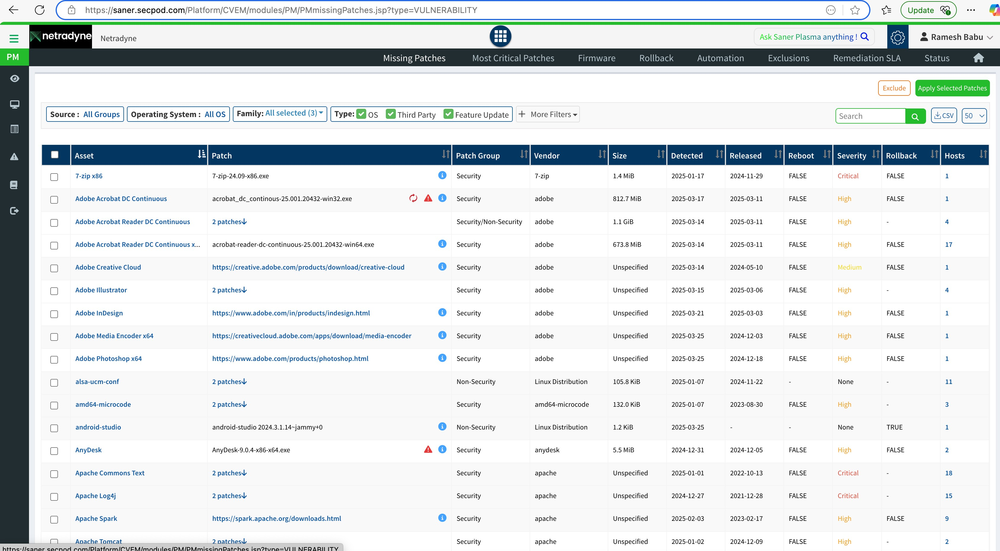 https://saner.secpod.com/Platform/CVEM/modules/PM/PMmissingPatches.jsp?type=VULNERABILITY
Update
netradyne
Netradyne
Ask Saner Plasma anything !
Ramesh Babu
PM
Missing Patches Most Critical Patches Firmware Rollback Automation Exclusions Remediation SLA Status
Exclude Apply Selected Patches
Source : All Groups Operating System : All OS Family: All selected (3) Type: OS Third Party Feature Update + More Filters Search CSV 50
Asset Patch Patch Group Vendor Size Detected Released Reboot Severity Rollback Hosts
7-zip x86 7-zip-24.09-x86.exe Security 7-zip 1.4 MiB 2025-01-17 2024-11-29 FALSE Critical FALSE 1
Adobe Acrobat DC Continuous acrobat_dc_continous-25.001.20432-win32.exe Security adobe 812.7 MiB 2025-03-17 2025-03-11 FALSE High FALSE 1
Adobe Acrobat Reader DC Continuous 2 patches Security/Non-Security adobe 1.1 GiB 2025-03-14 2025-03-11 FALSE High - 4
Adobe Acrobat Reader DC Continuous x... acrobat-reader-dc-continuous-25.001.20432-win64.exe Security adobe 673.8 MiB 2025-03-14 2025-03-11 FALSE High FALSE 17
Adobe Creative Cloud https://creative.adobe.com/products/download/creative-cloud Security adobe Unspecified 2025-03-14 2024-05-10 FALSE Medium FALSE 1
Adobe Illustrator 2 patches Security adobe Unspecified 2025-03-15 2025-03-06 FALSE High - 4
Adobe InDesign https://www.adobe.com/in/products/indesign.html Security adobe Unspecified 2025-03-21 2025-03-03 FALSE High FALSE 1
Adobe Media Encoder x64 https://creativecloud.adobe.com/apps/download/media-encoder Security adobe Unspecified 2025-03-25 2024-12-03 FALSE High FALSE 1
Adobe Photoshop x64 https://www.adobe.com/products/photoshop.html Security adobe Unspecified 2025-03-25 2024-12-18 FALSE High FALSE 1
alsa-ucm-conf 2 patches Non-Security Linux Distribution 105.8 KiB 2025-01-07 2024-11-22 - None - 11
amd64-microcode 2 patches Security amd64-microcode 132.0 KiB 2025-01-07 2023-08-30 FALSE High - 3
android-studio android-studio 2024.3.1.14~jammy+0 Non-Security Linux Distribution 1.2 KiB 2025-03-25 - - None TRUE 1
AnyDesk AnyDesk-9.0.4-x86-x64.exe Security anydesk 5.5 MiB 2024-12-31 2024-12-05 FALSE High FALSE 2
Apache Commons Text 2 patches Security apache Unspecified 2025-01-01 2022-10-13 FALSE Critical - 18
Apache Log4j 2 patches Security apache Unspecified 2024-12-27 2021-12-28 FALSE Critical - 15
Apache Spark https://spark.apache.org/downloads.html Security apache Unspecified 2025-02-03 2023-02-17 FALSE High FALSE 9
Apache Tomcat 2 patches Security apache Unspecified 2025-01-02 2024-12-09 FALSE High - 2
https://saner.secpod.com/Platform/CVEM/modules/PM/PMmissingPatches.jsp?type=VULNERABILITY